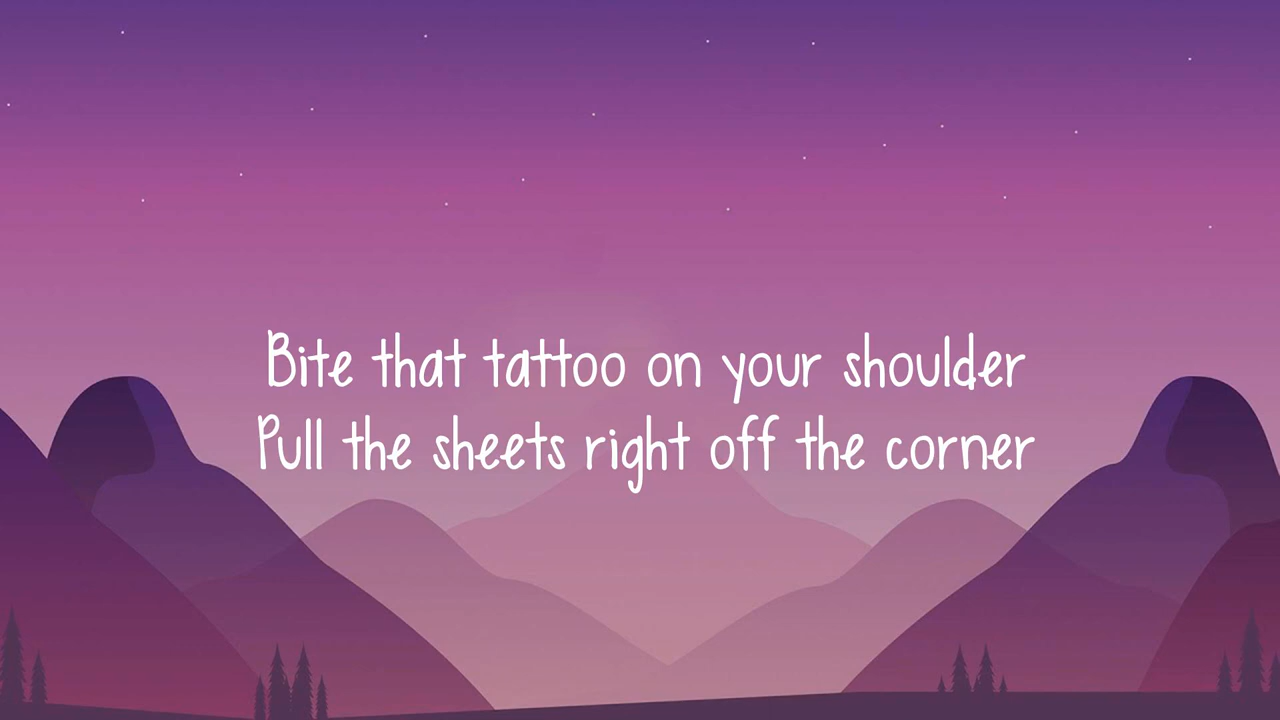 Bite that tattoo on your shoulder
Pull the sheets right off the corner